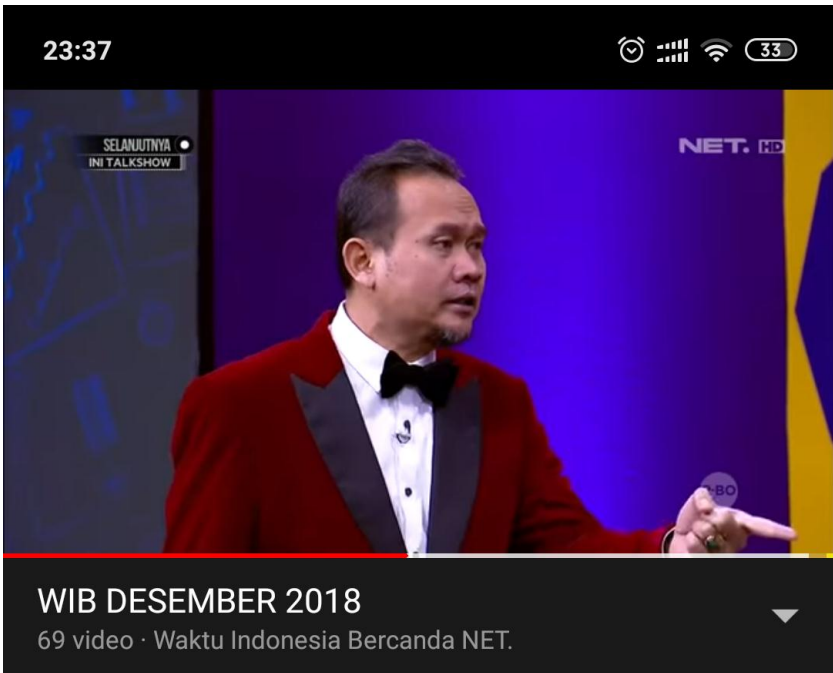 23:37
33
SELANJUTNYA
INI TALKSHOW
NET. HD
WIB DESEMBER 2018
69 video · Waktu Indonesia Bercanda NET.